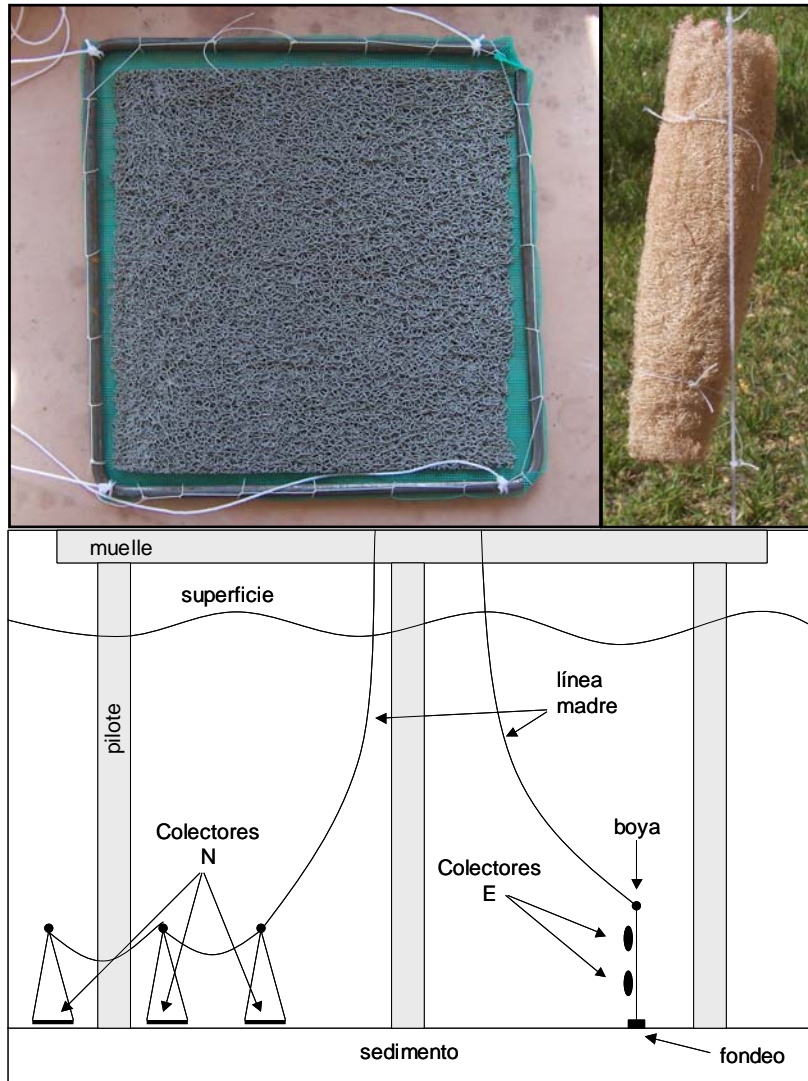 muelle
superficie
línea
madre
pilote
Colectores
N
boya
Colectores
E
sedimento
fondeo